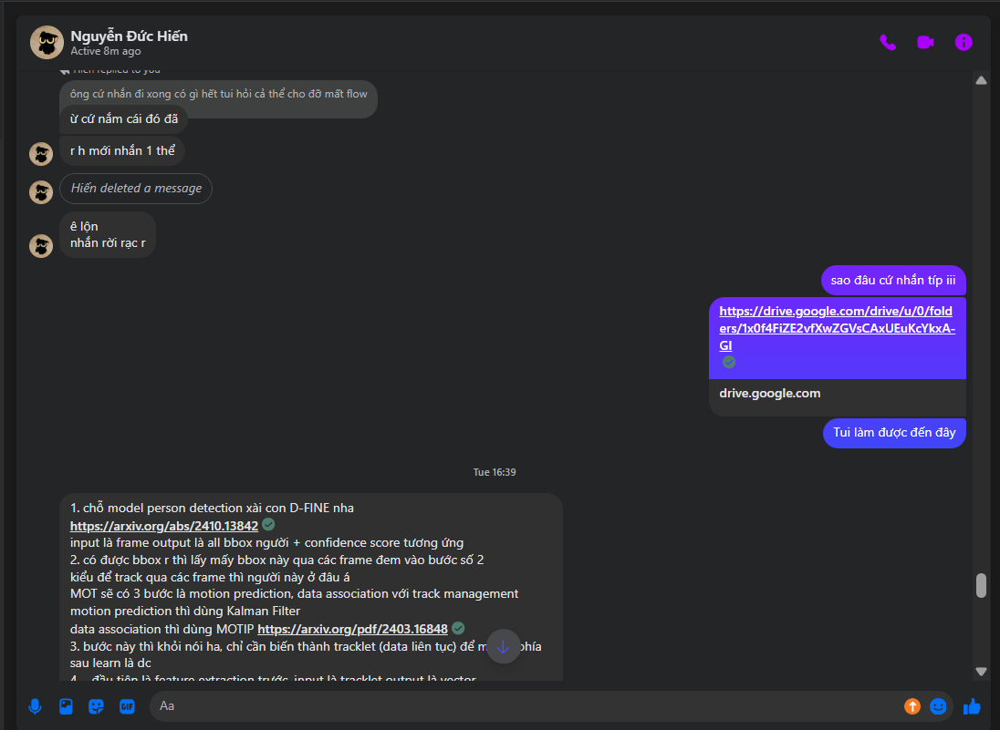 Nguyễn Đức Hiến
Active 8m ago
Hiến replied to you
ông cứ nhắn đi xong có gì hết tui hỏi cả thể cho đỡ mất flow
ừ cứ nắm cái đó đã
r h mới nhắn 1 thể
Hiến deleted a message
ê lộn
nhắn rời rạc r
sao đâu cứ nhắn típ iii
https://drive.google.com/drive/u/0/fold
ers/1x0f4FiZE2vfXwZGVsCAxUEuKcYkxA-
GI
drive.google.com
Tui làm được đến đây
Tue 16:39
1. chỗ model person detection xài con D-FINE nha
https://arxiv.org/abs/2410.13842
input là frame output là all bbox người + confidence score tương ứng
2. có được bbox r thì lấy mấy bbox này qua các frame đem vào bước số 2
kiểu để track qua các frame thì người này ở đâu á
MOT sẽ có 3 bước là motion prediction, data association với track management
motion prediction thì dùng Kalman Filter
data association thì dùng MOTIP https://arxiv.org/pdf/2403.16848
3. bước này thì khỏi nói ha, chỉ cần biến thành tracklet (data liên tục) để phía
sau learn là dc
4. đầu tiên là feature extraction trước, input là tracklet output là vector
GIF
Aa